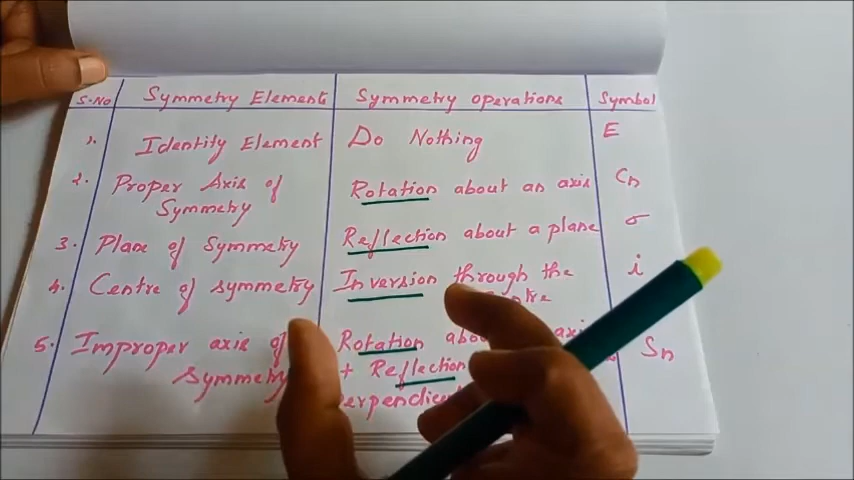 S.No Symmetry Element Symmetry operations Symbol
1. Identity Element Do Nothing E
2. Proper Axis of Symmetry Rotation about an axis Cn
3. Plane of Symmetry Reflection about a plane σ
4. Centre of symmetry Inversion through the i
5. Improper axis of Symmetry Rotation + Reflection Sn